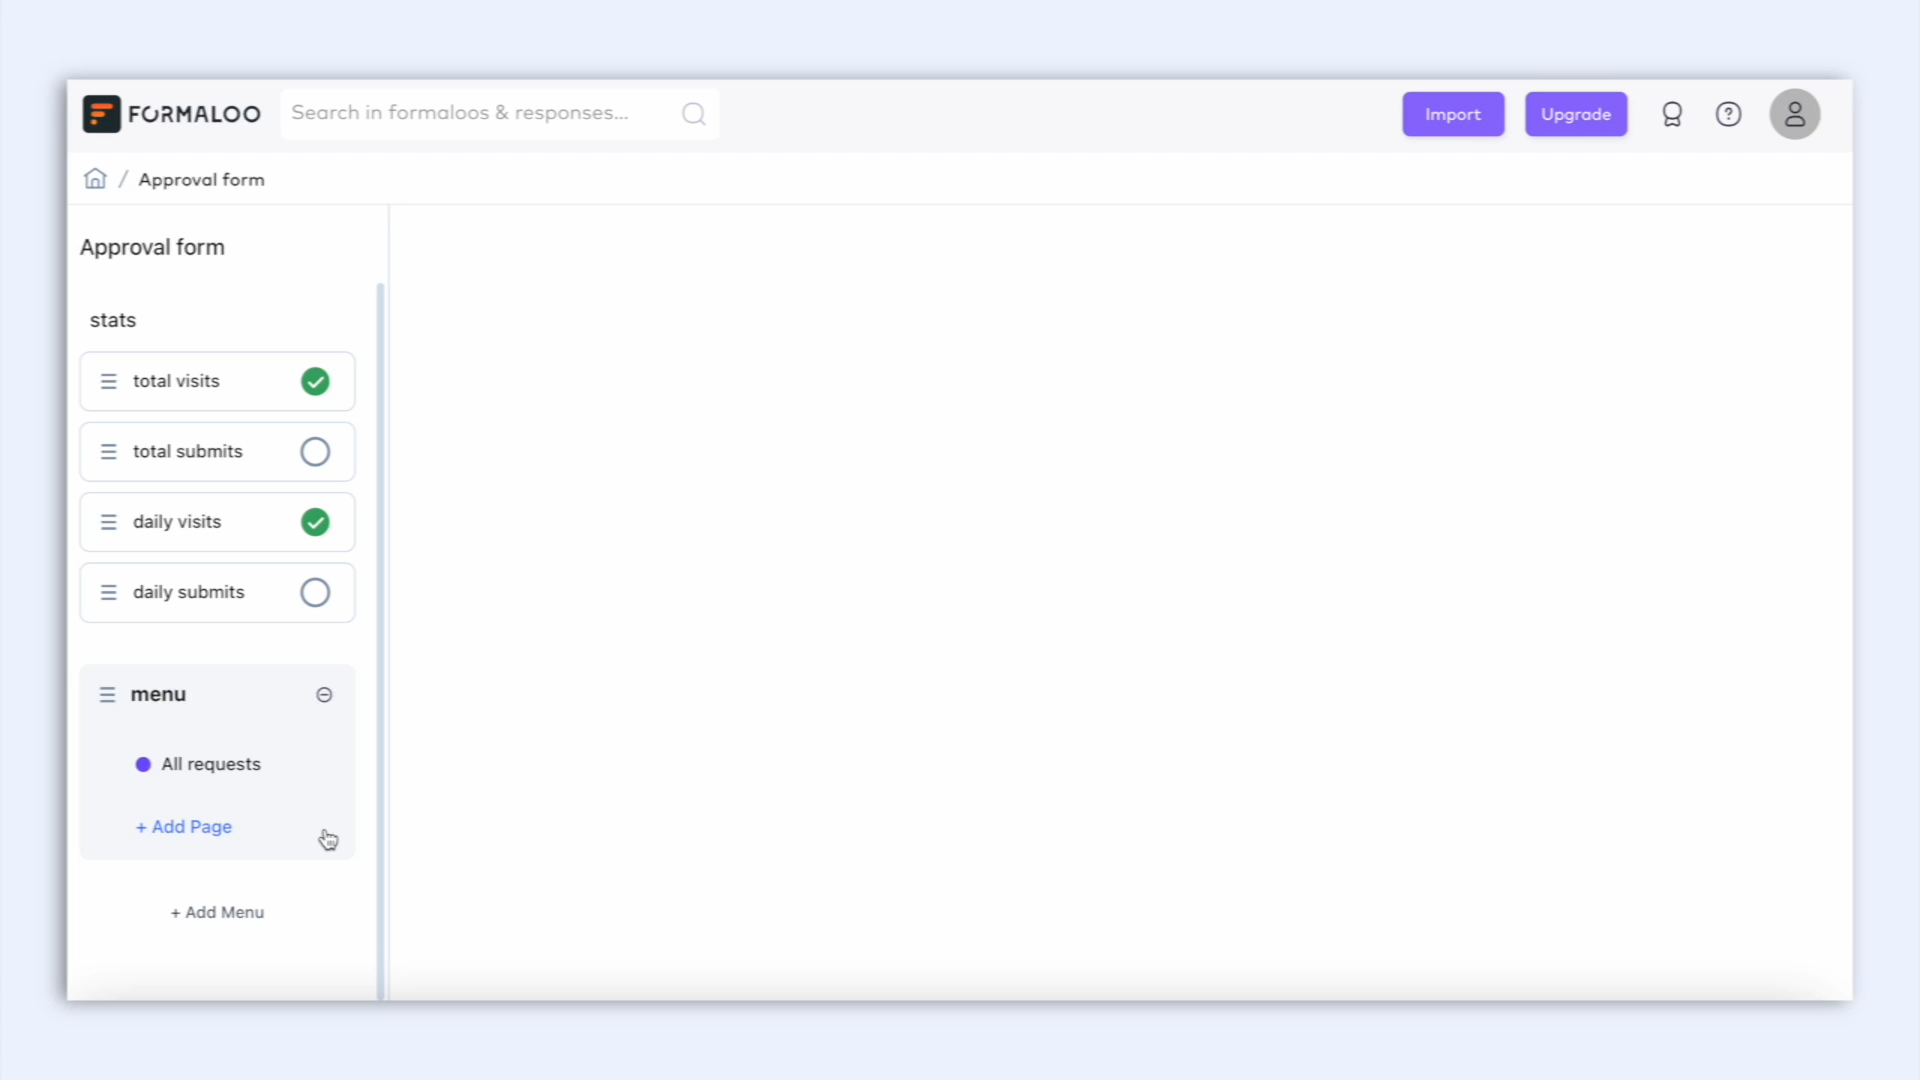 FORMALOO
Search in formaloos & responses...
Import
Upgrade
?
/ Approval form
Approval form
stats
total visits
total submits
daily visits
daily submits
menu
All requests
+ Add Page
+ Add Menu